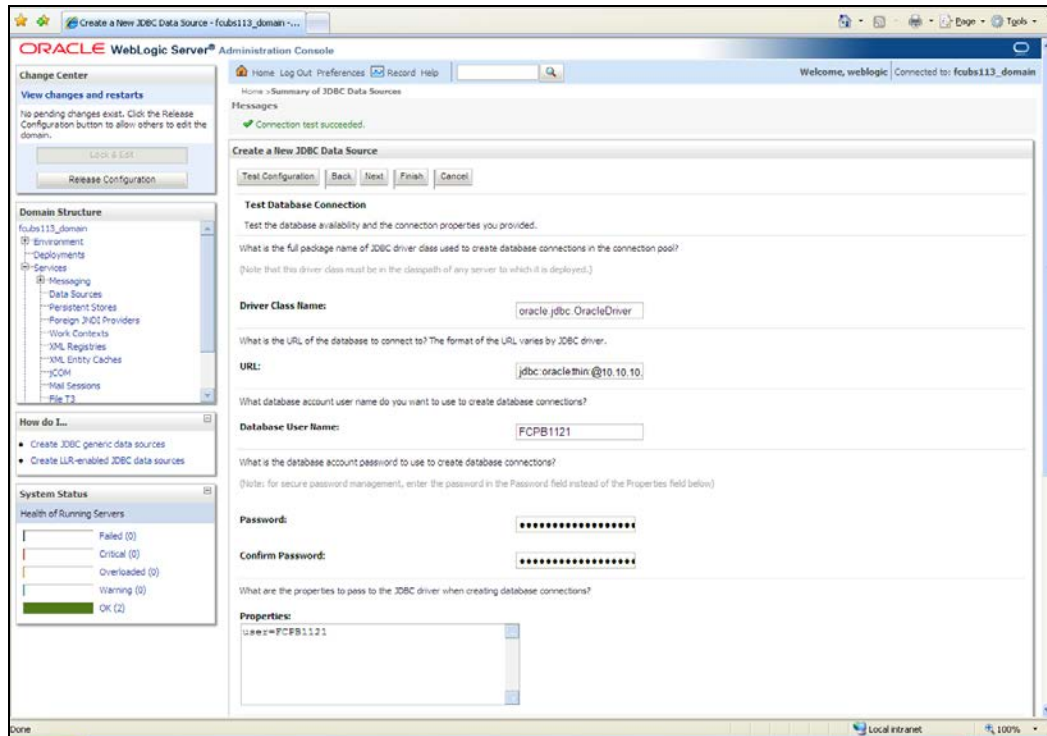 Create a New JDBC Data Source - fcubs113_domain -...
Page
Tools
ORACLE WebLogic Server® Administration Console
Change Center
View changes and restarts
No pending changes exist. Click the Release
Configuration button to allow others to edit the
domain.
Lock & Edit
Release Configuration
Domain Structure
fcubs113_domain
Environment
Deployments
Services
Messaging
Data Sources
Persistent Stores
Foreign JNDI Providers
Work Contexts
XML Registries
XML Entity Caches
jCOM
Mail Sessions
File T3
How do I...
Create JDBC generic data sources
Create LLR-enabled JDBC data sources
System Status
Health of Running Servers
Failed (0)
Critical (0)
Overloaded (0)
Warning (0)
OK (2)
Home Log Out Preferences Record Help
Welcome, weblogic Connected to: fcubs113_domain
Home >Summary of JDBC Data Sources
Messages
Connection test succeeded.
Create a New JDBC Data Source
Test Configuration Back Next Finish Cancel
Test Database Connection
Test the database availability and the connection properties you provided.
What is the full package name of JDBC driver class used to create database connections in the connection pool?
(Note that this driver class must be in the classpath of any server to which it is deployed.)
Driver Class Name: oracle.jdbc.OracleDriver
What is the URL of the database to connect to? The format of the URL varies by JDBC driver.
URL: jdbc:oracle:thin:@10.10.10.
What database account user name do you want to use to create database connections?
Database User Name: FCPB1121
What is the database account password to use to create database connections?
(Note: for secure password management, enter the password in the Password field instead of the Properties field below)
Password:
Confirm Password:
What are the properties to pass to the JDBC driver when creating database connections?
Properties:
user=FCPB1121
Done
Local intranet
100%